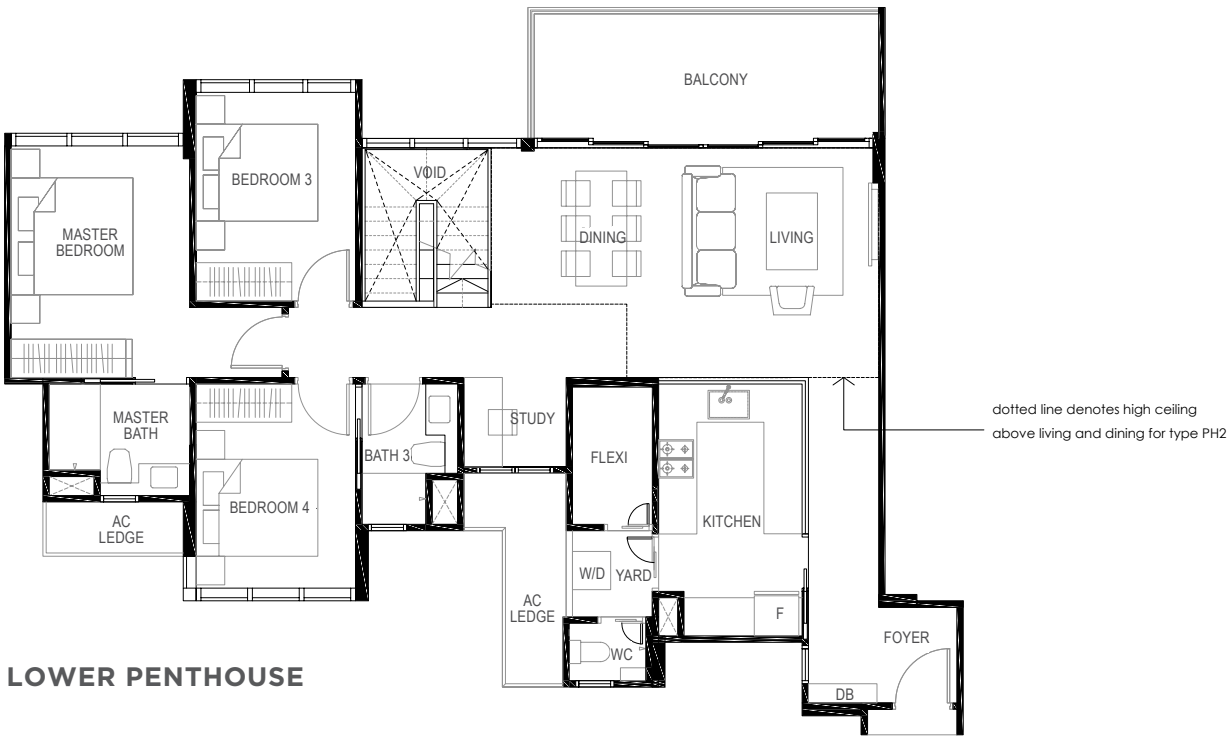 BALCONY
VOID
BEDROOM 3
MASTER
BEDROOM
DINING
LIVING
dotted line denotes high ceiling
above living and dining for type PH2
MASTER
BATH
STUDY
BATH 3
FLEXI
BEDROOM 4
KITCHEN
AC
LEDGE
W/D
YARD
AC
LEDGE
F
FOYER
WC
LOWER PENTHOUSE
DB